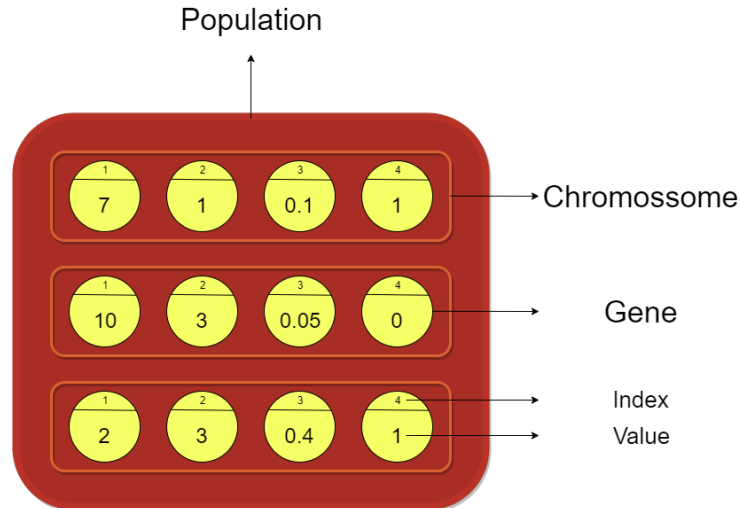 Population
1 2 3 4
7 1 0.1 1
Chromossome
1 2 3 4
10 3 0.05 0
Gene
1 2 3 4
Index
2 3 0.4 1
Value